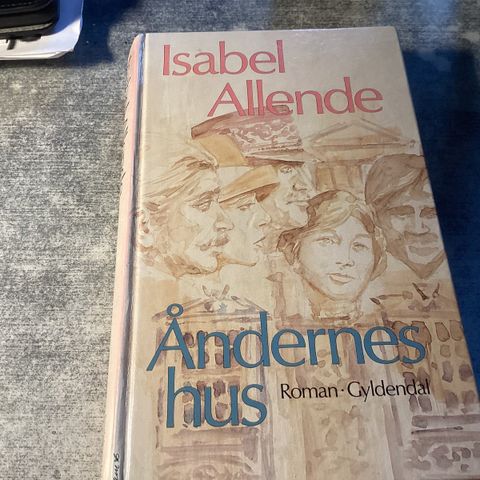 Isabel
Allende
Åndernes
hus
Roman · Gyldendal